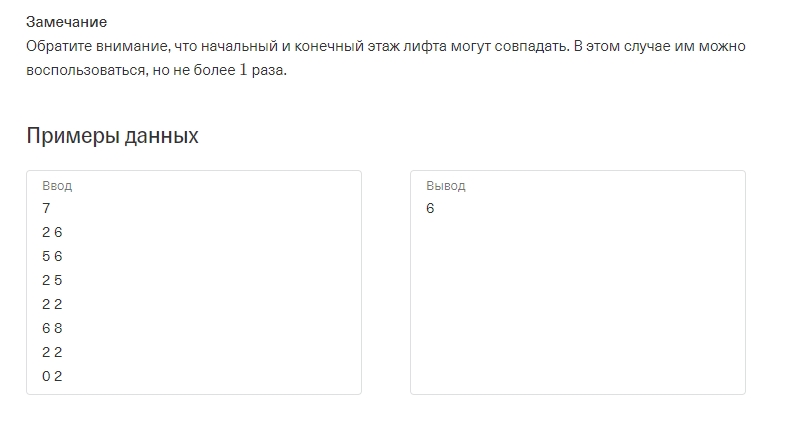 Замечание
Обратите внимание, что начальный и конечный этаж лифта могут совпадать. В этом случае им можно
воспользоваться, но не более 1 раза.
Примеры данных
Ввод
7
2 6
5 6
2 5
2 2
6 8
2 2
0 2
Вывод
6